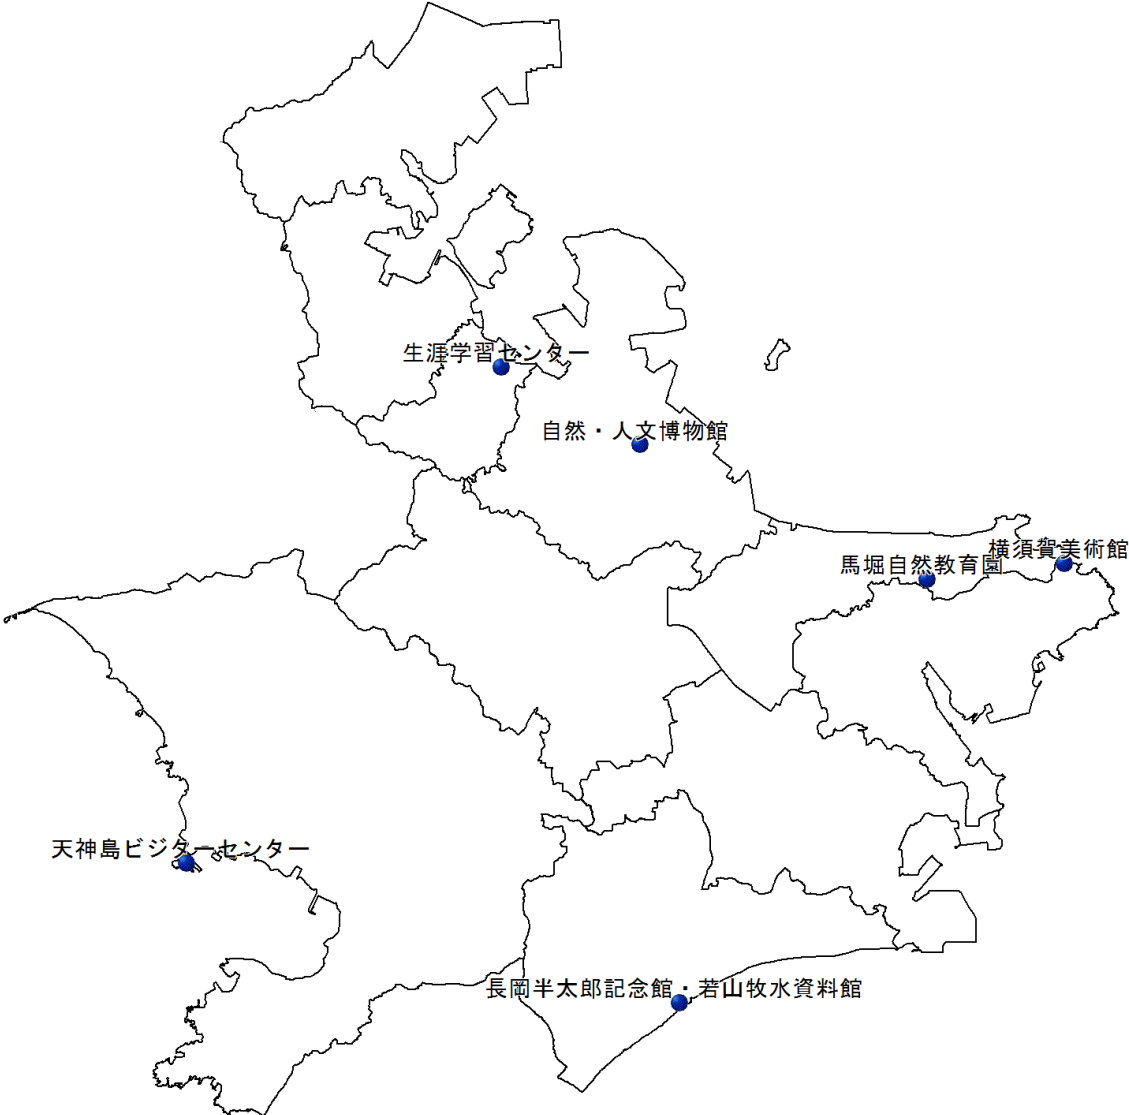 生涯学習センター
自然・人文博物館
横須賀美術館
馬堀自然教育園
天神島ビジターセンター
長岡半太郎記念館・若山牧水資料館